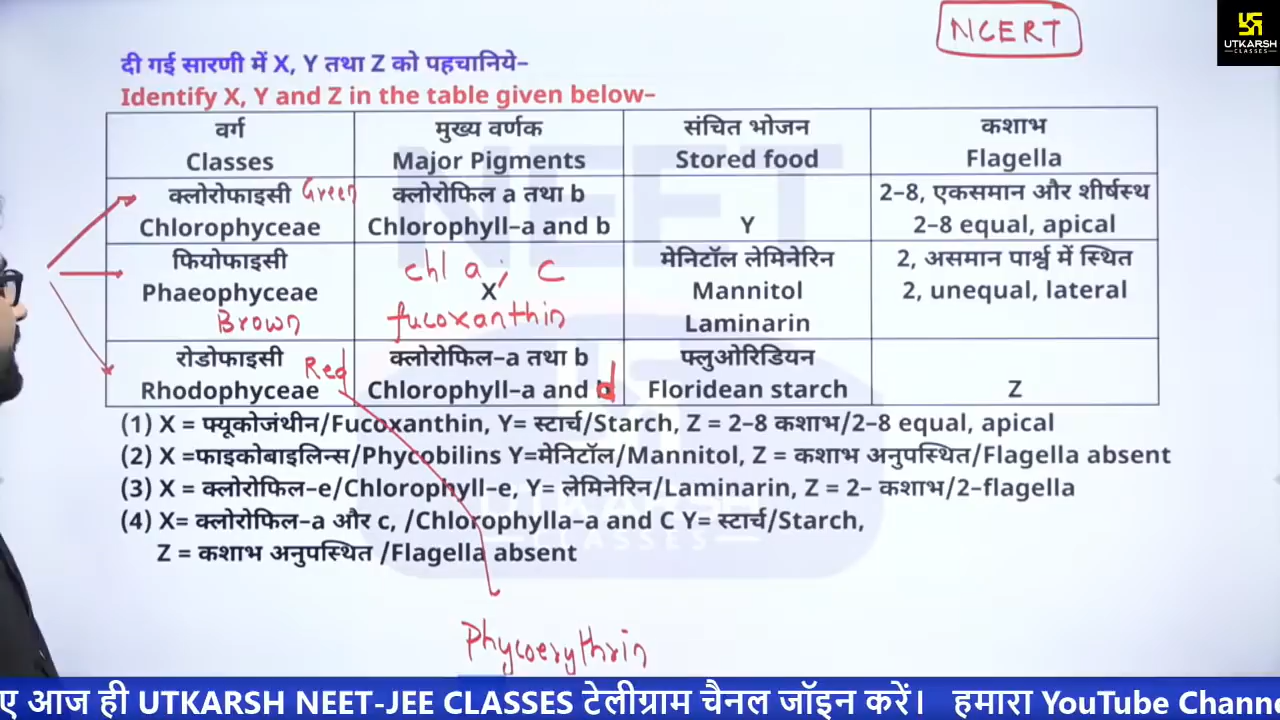 NCERT
UTKARSH
CLASSES
दी गई सारणी में X, Y तथा Z को पहचानिये–
Identify X, Y and Z in the table given below–
वर्ग मुख्य वर्णक संचित भोजन कशाभ
Classes Major Pigments Stored food Flagella
क्लोरोफाइसी Green क्लोरोफिल a तथा b 2–8, एकसमान और शीर्षस्थ
Chlorophyceae Chlorophyll–a and b Y 2–8 equal, apical
फियोफाइसी chl a, c मेनिटॉल लेमिनेरिन 2, असमान पार्श्व में स्थित
Phaeophyceae X Mannitol 2, unequal, lateral
Brown fucoxanthin Laminarin
रोडोफाइसी Red क्लोरोफिल–a तथा b फ्लुओरिडियन
Rhodophyceae Chlorophyll–a and d Floridean starch Z
(1) X = फ्यूकोजंथीन/Fucoxanthin, Y= स्टार्च/Starch, Z = 2–8 कशाभ/2–8 equal, apical
(2) X =फाइकोबाइलिन्स/Phycobilins Y=मेनिटॉल/Mannitol, Z = कशाभ अनुपस्थित/Flagella absent
(3) X = क्लोरोफिल–e/Chlorophyll–e, Y= लेमिनेरिन/Laminarin, Z = 2– कशाभ/2–flagella
(4) X= क्लोरोफिल–a और c, /Chlorophylla–a and C Y= स्टार्च/Starch,
Z = कशाभ अनुपस्थित /Flagella absent
NEET
UTKARSH
CLASSES
Phycoerythrin
ए आज ही UTKARSH NEET-JEE CLASSES टेलीग्राम चैनल जॉइन करें। हमारा YouTube Channe